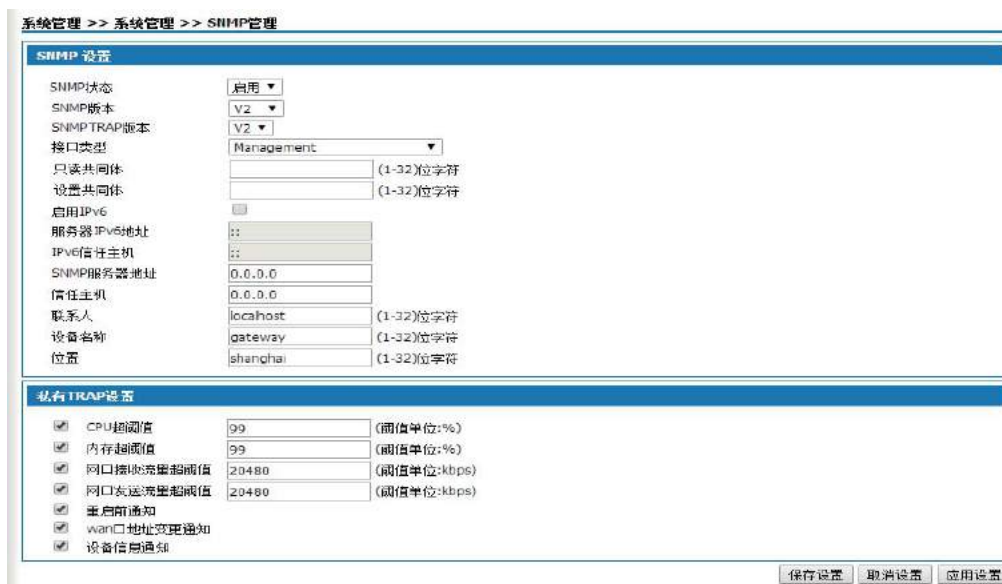 系统管理 >> 系统管理 >> SNMP管理
SNMP 设置
SNMP状态 启用
SNMP版本 V2
SNMPTRAP版本 V2
接口类型 Management
只读共同体 (1-32)位字符
设置共同体 (1-32)位字符
启用IPv6
服务器IPv6地址 ::
IPv6信任主机 ::
SNMP服务器地址 0.0.0.0
信任主机 0.0.0.0
联系人 localhost (1-32)位字符
设备名称 gateway (1-32)位字符
位置 shanghai (1-32)位字符
私有TRAP设置
CPU超阈值 99 (阈值单位:%)
内存超阈值 99 (阈值单位:%)
网口接收流量超阈值 20480 (阈值单位:kbps)
网口发送流量超阈值 20480 (阈值单位:kbps)
重启前通知
wan口地址变更通知
设备信息通知
保存设置 取消设置 应用设置